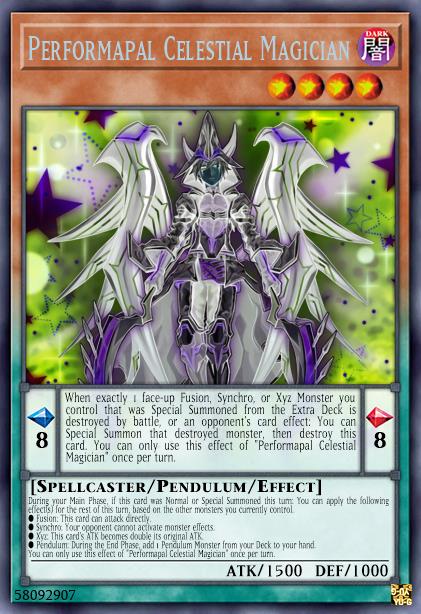 Performapal Celestial Magician
DARK
闇
When exactly 1 face-up Fusion, Synchro, or Xyz Monster you
control that was Special Summoned from the Extra Deck is
destroyed by battle, or an opponent's card effect: You can
Special Summon that destroyed monster, then destroy this
card. You can only use this effect of "Performapal Celestial
Magician" once per turn.
8
8
[Spellcaster/Pendulum/Effect]
During your Main Phase, if this card was Normal or Special Summoned this turn: You can apply the following
effect(s) for the rest of this turn, based on the other monsters you currently control.
● Fusion: This card can attack directly.
● Synchro: Your opponent cannot activate monster effects.
● Xyz: This card's ATK becomes double its original ATK.
● Pendulum: During the End Phase, add 1 Pendulum Monster from your Deck to your hand.
You can only use this effect of "Performapal Celestial Magician" once per turn.
ATK/1500 DEF/1000
58092907